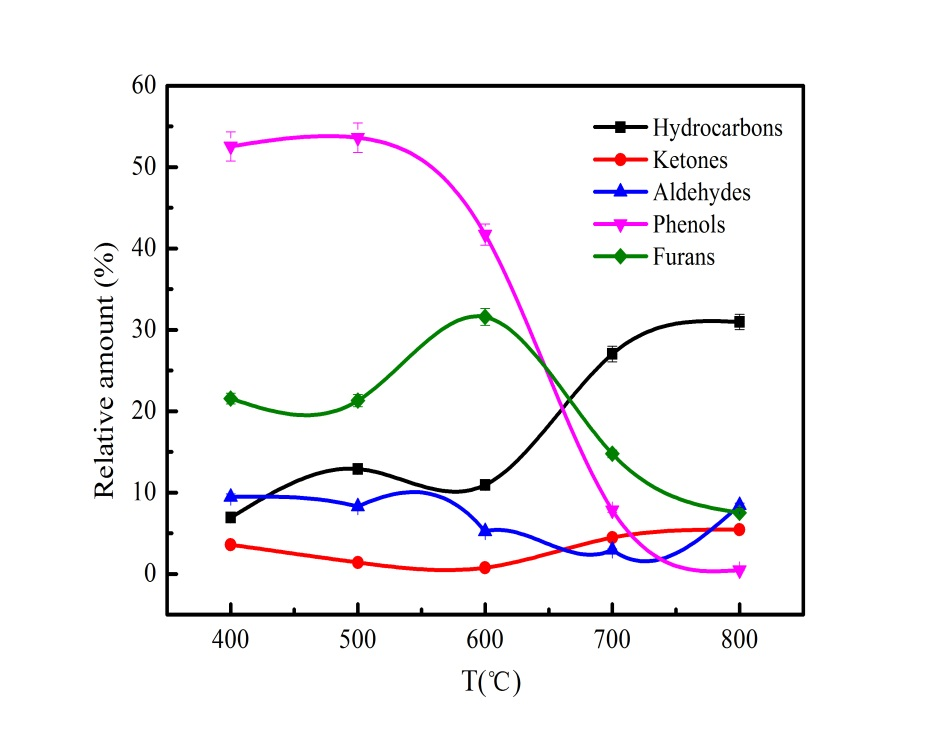 60
50
40
30
20
10
0
Relative amount (%)
Hydrocarbons
Ketones
Aldehydes
Phenols
Furans
400 500 600 700 800
T(℃)